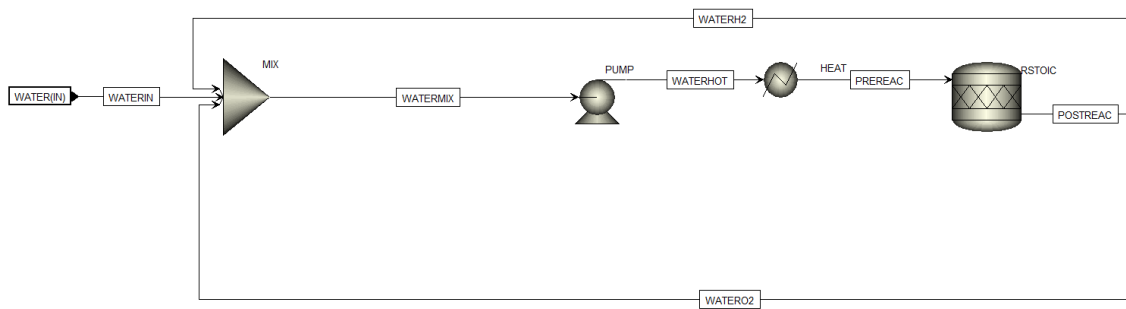 WATERH2
MIX
PUMP
HEAT
RSTOIC
WATER(IN)
WATERIN
WATERMIX
WATERHOT
PREREAC
POSTREAC
WATERO2